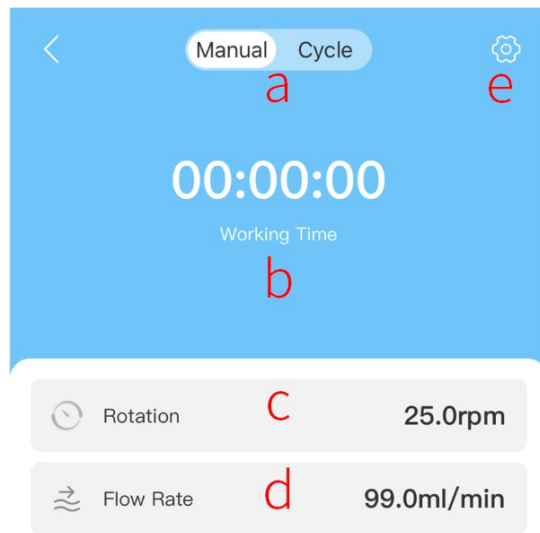 Manual Cycle
a
e
00:00:00
Working Time
b
Rotation c 25.0rpm
Flow Rate d 99.0ml/min